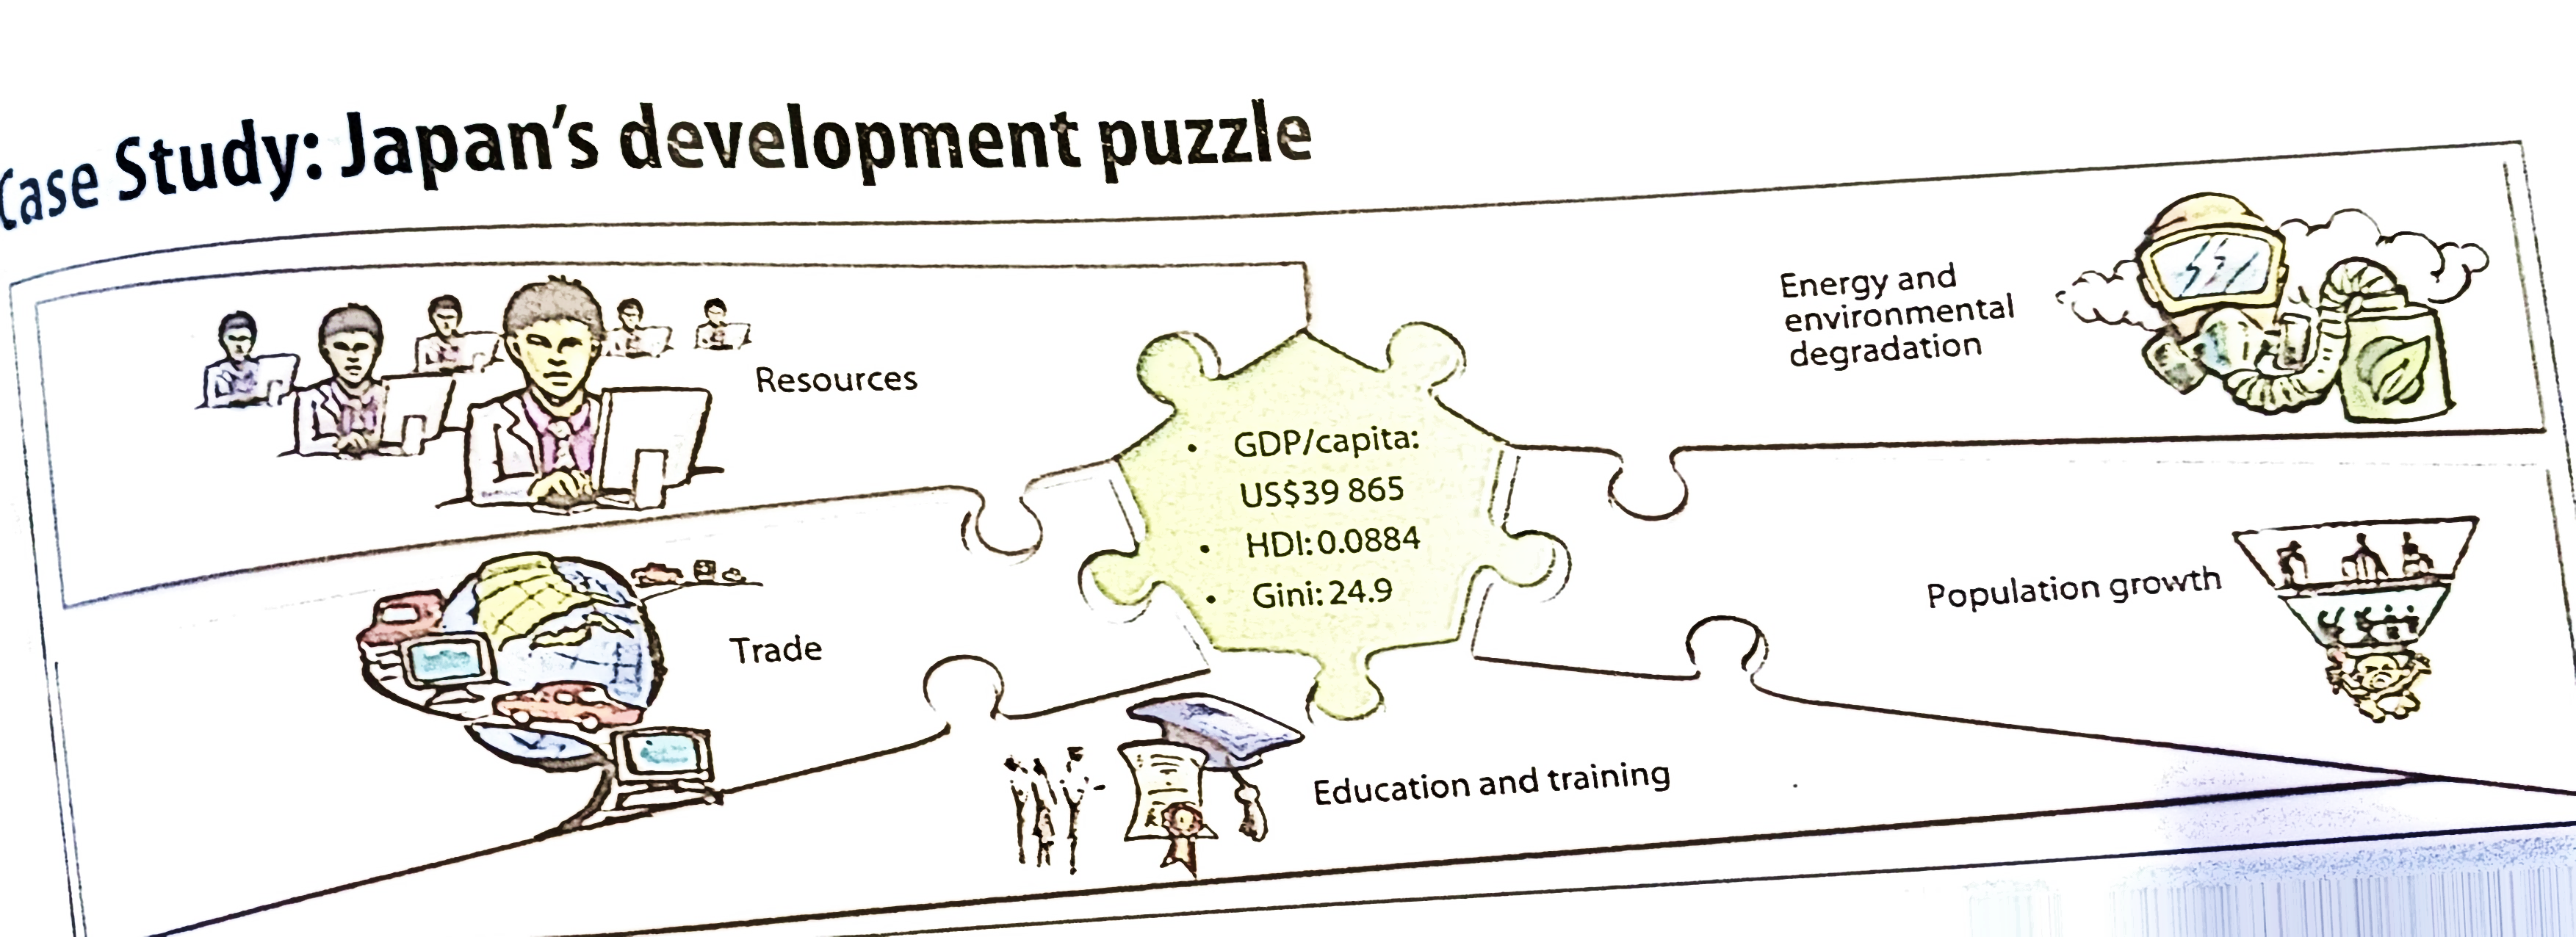 Case Study: Japan's development puzzle
Resources
Energy and
environmental
degradation
• GDP/capita:
US$39 865
• HDI: 0.0884
• Gini: 24.9
Trade
Population growth
Education and training